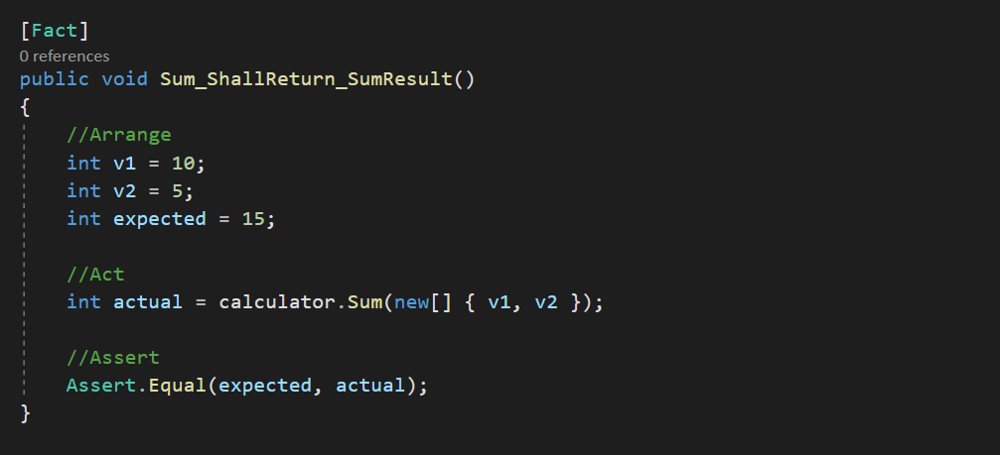 [Fact]
0 references
public void Sum_ShallReturn_SumResult()
{
//Arrange
int v1 = 10;
int v2 = 5;
int expected = 15;
//Act
int actual = calculator.Sum(new[] { v1, v2 });
//Assert
Assert.Equal(expected, actual);
}